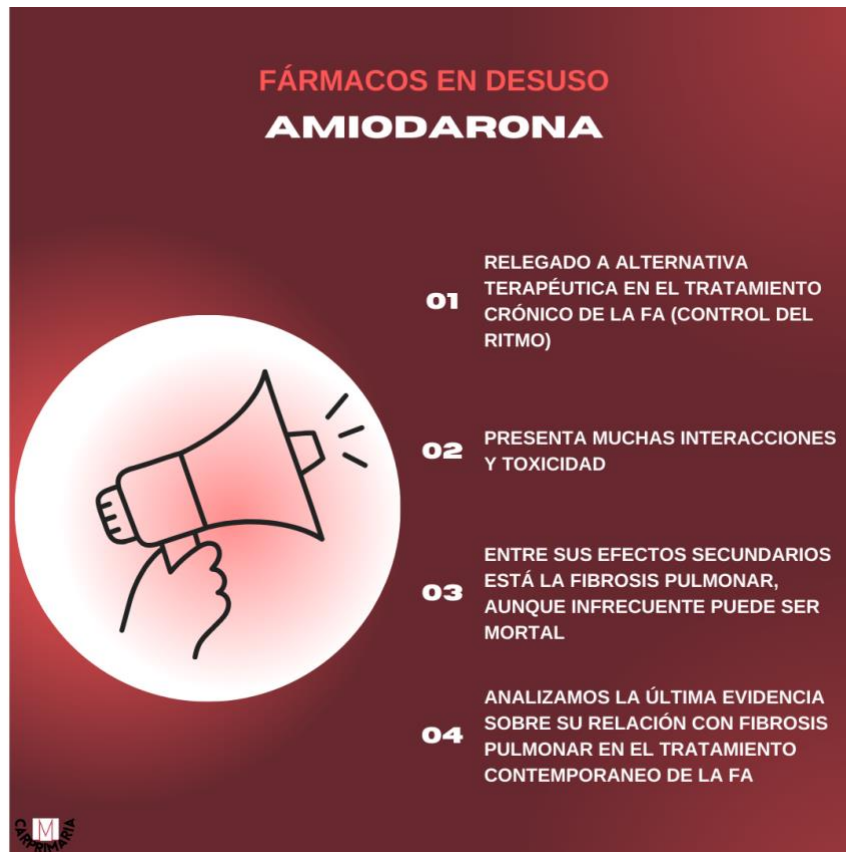 FÁRMACOS EN DESUSO
AMIODARONA
01
RELEGADO A ALTERNATIVA
TERAPÉUTICA EN EL TRATAMIENTO
CRÓNICO DE LA FA (CONTROL DEL
RITMO)
02
PRESENTA MUCHAS INTERACCIONES
Y TOXICIDAD
03
ENTRE SUS EFECTOS SECUNDARIOS
ESTÁ LA FIBROSIS PULMONAR,
AUNQUE INFRECUENTE PUEDE SER
MORTAL
04
ANALIZAMOS LA ÚLTIMA EVIDENCIA
SOBRE SU RELACIÓN CON FIBROSIS
PULMONAR EN EL TRATAMIENTO
CONTEMPORANEO DE LA FA
M
CARPRIMARIA